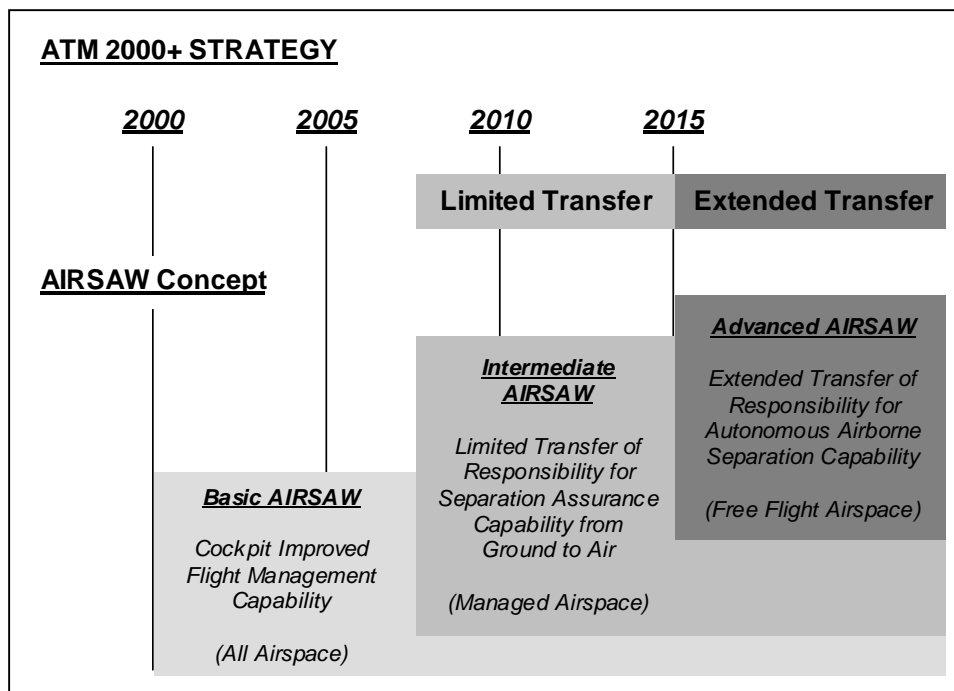 ATM 2000+ STRATEGY
2000
2005
2010
2015
Limited Transfer
Extended Transfer
AIRSAW Concept
Basic AIRSAW
Cockpit Improved
Flight Management
Capability
(All Airspace)
Intermediate
AIRSAW
Limited Transfer of
Responsibility for
Separation Assurance
Capability from
Ground to Air
(Managed Airspace)
Advanced AIRSAW
Extended Transfer of
Responsibility for
Autonomous Airborne
Separation Capability
(Free Flight Airspace)